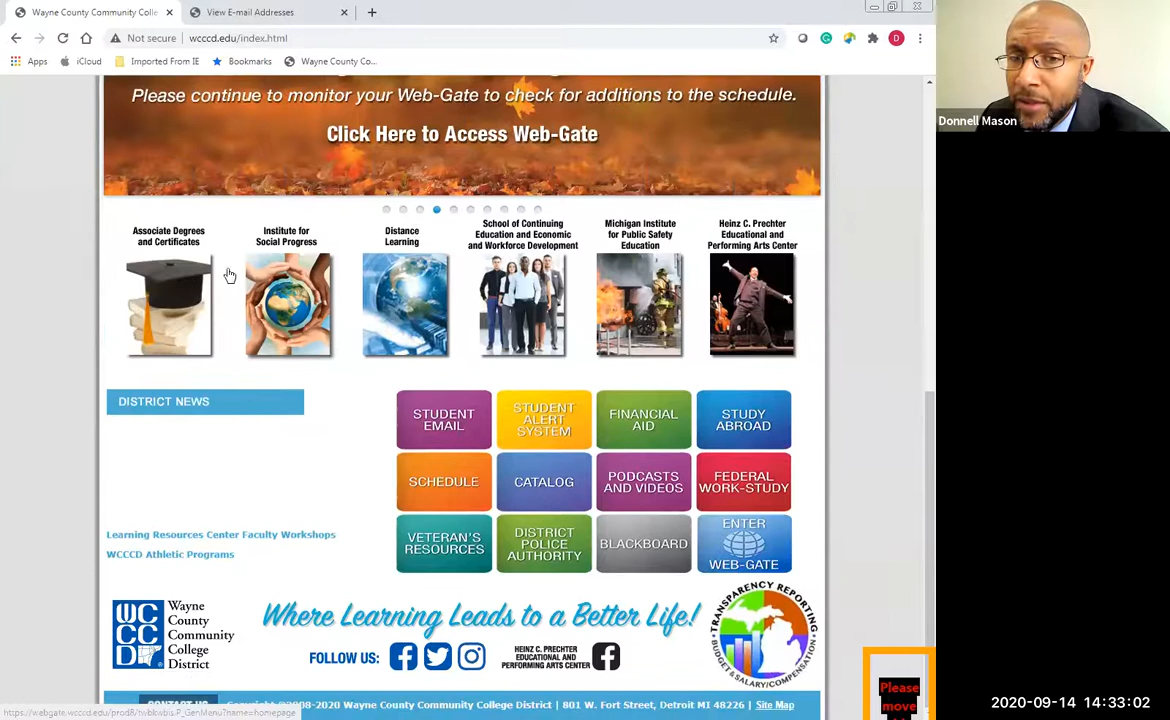 Wayne County Community Colle
View E-mail Addresses
Not secure
wcccd.edu/index.html
Apps
iCloud
Imported From IE
Bookmarks
Wayne County Co...
D
Please continue to monitor your Web-Gate to check for additions to the schedule.
Click Here to Access Web-Gate
Associate Degrees
and Certificates
Institute for
Social Progress
Distance
Learning
School of Continuing
Education and Economic
and Workforce Development
Michigan Institute
for Public Safety
Education
Heinz C. Prechter
Educational and
Performing Arts Center
DISTRICT NEWS
STUDENT
EMAIL
STUDENT
ALERT
SYSTEM
FINANCIAL
AID
STUDY
ABROAD
SCHEDULE
CATALOG
PODCASTS
AND VIDEOS
FEDERAL
WORK-STUDY
VETERAN'S
RESOURCES
DISTRICT
POLICE
AUTHORITY
BLACKBOARD
ENTER
WEB-GATE
Learning Resources Center Faculty Workshops
WCCCD Athletic Programs
WC
CC
D
Wayne
County
Community
College
District
Where Learning Leads to a Better Life!
FOLLOW US:
HEINZ C. PRECHTER
EDUCATIONAL AND
PERFORMING ARTS CENTER
TRANSPARENCY REPORTING
BUDGET & SALARY/COMPENSATION
CONTACT US
Copyright ©2008-2020 Wayne County Community College District | 801 W. Fort Street, Detroit MI 48226 | Site Map
https://webgate.wcccd.edu/prod8/twbkwbis.P_GenMenu?name=homepage
Donnell Mason
Please
move
2020-09-14 14:33:02